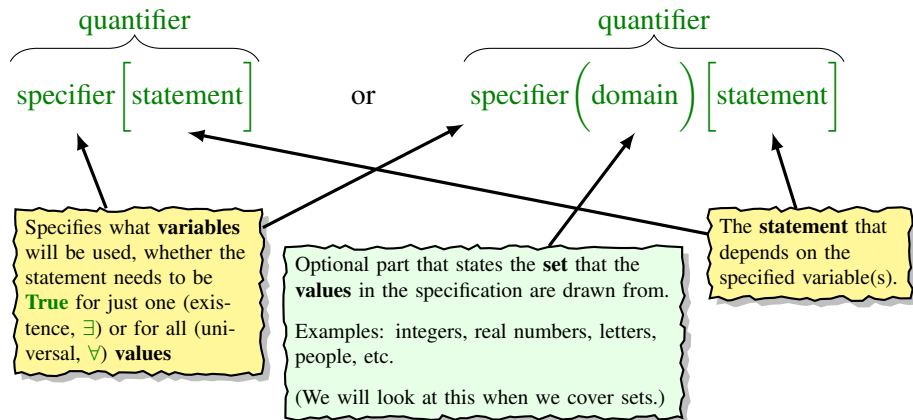 quantifier quantifier
specifier [statement] or specifier (domain) [statement]
Specifies what variables
will be used, whether the
statement needs to be
True for just one (exis-
tence, ∃) or for all (uni-
versal, ∀) values
Optional part that states the set that the
values in the specification are drawn from.
Examples: integers, real numbers, letters,
people, etc.
(We will look at this when we cover sets.)
The statement that
depends on the
specified variable(s).